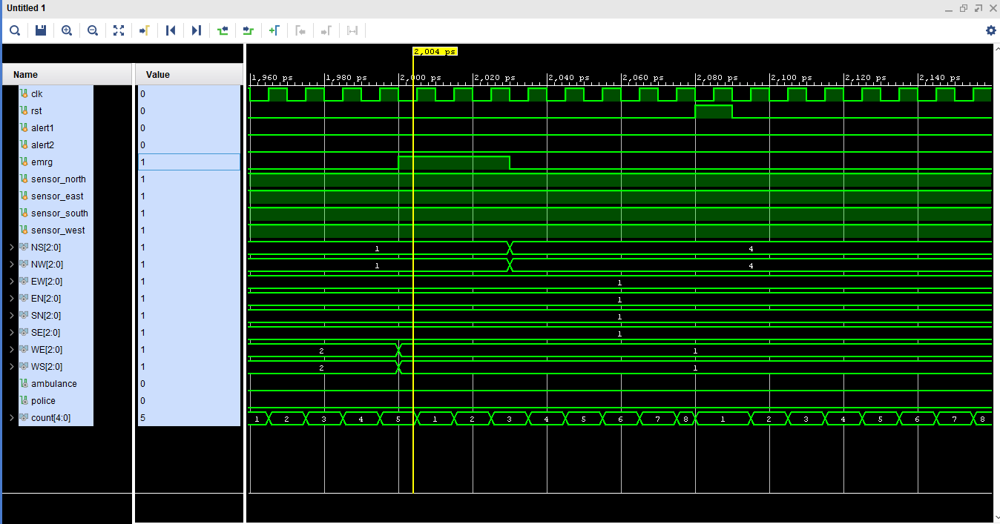 Untitled 1
2,004 ps
Name Value
1,960 ps 1,980 ps 2,000 ps 2,020 ps 2,040 ps 2,060 ps 2,080 ps 2,100 ps 2,120 ps 2,140 ps
clk 0
rst 0
alert1 0
alert2 0
emrg 1
sensor_north 1
sensor_east 1
sensor_south 1
sensor_west 1
NS[2:0] 1 1 4
NW[2:0] 1 1 4
EW[2:0] 1 1
EN[2:0] 1 1
SN[2:0] 1 1
SE[2:0] 1 1
WE[2:0] 1 2 1
WS[2:0] 1 2 1
ambulance 0
police 0
count[4:0] 5 1 2 3 4 5 1 2 3 4 5 6 7 8 1 2 3 4 5 6 7 8